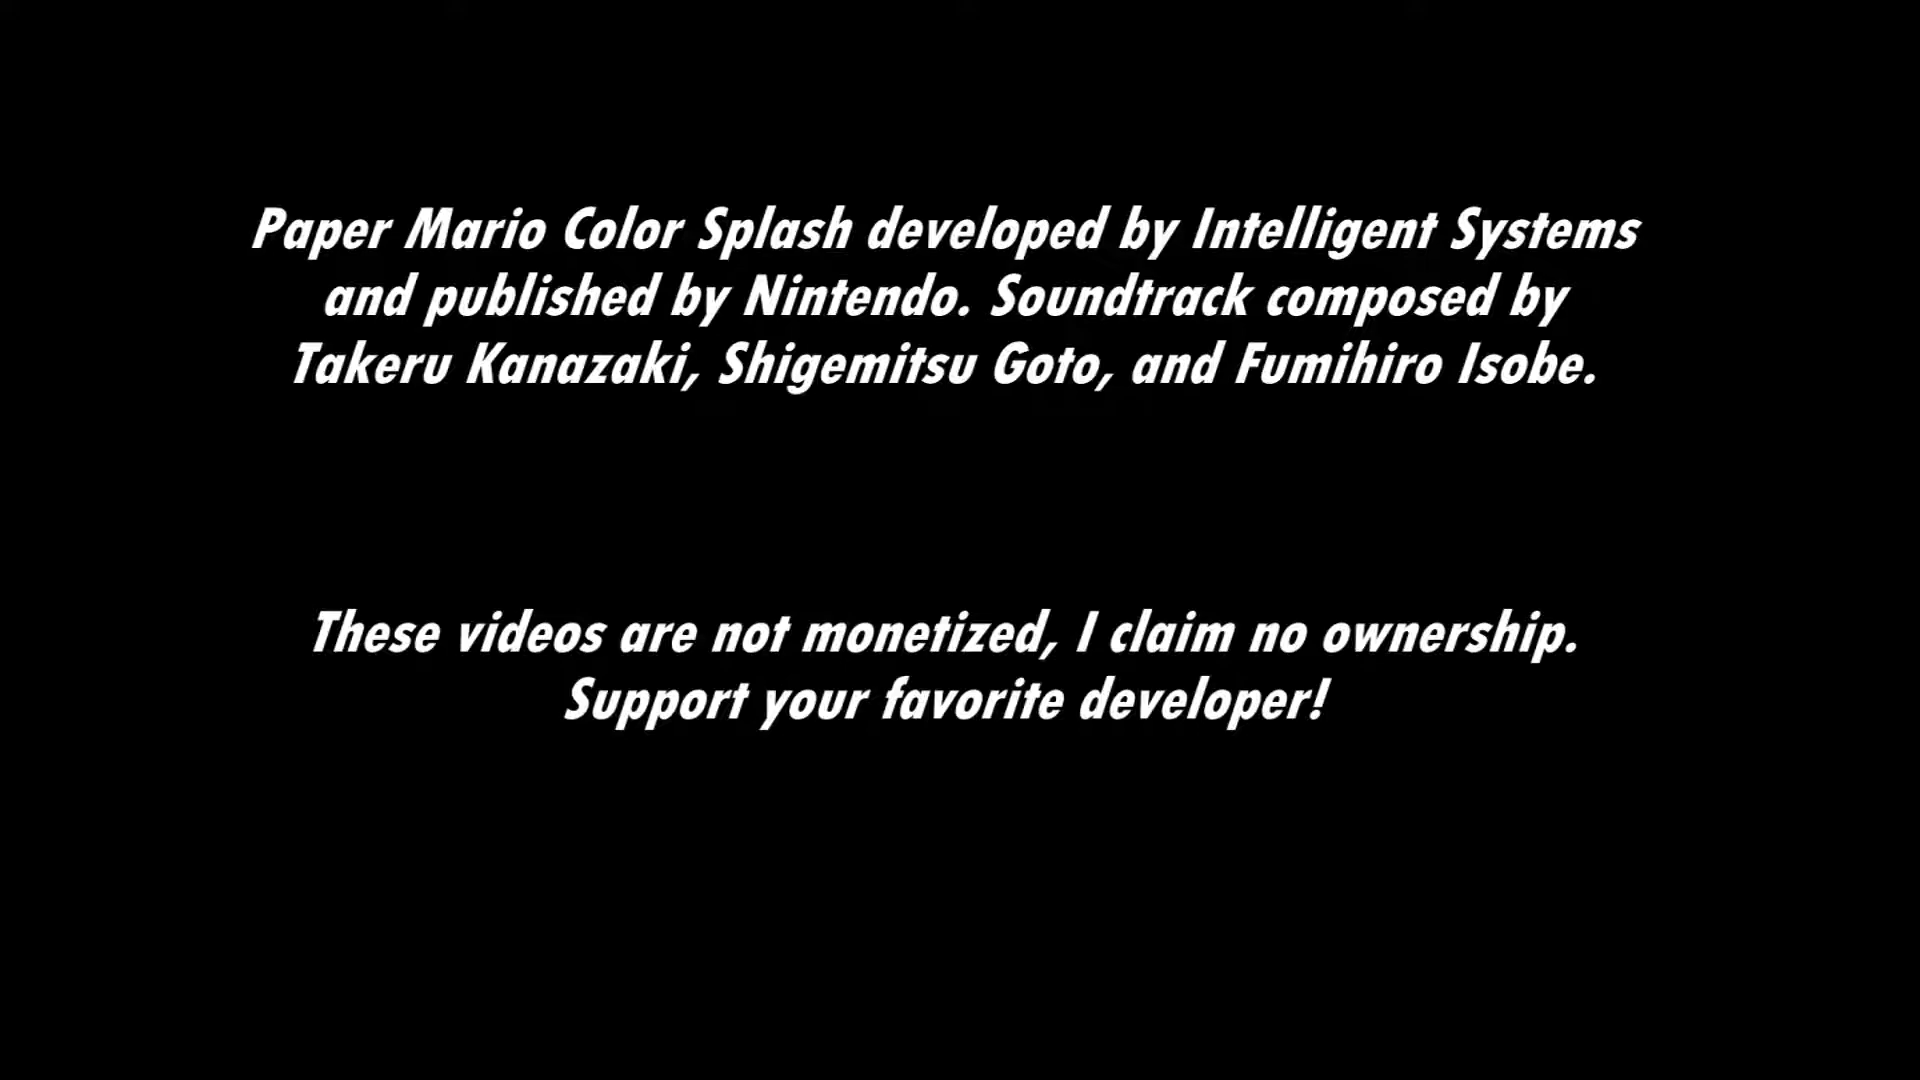 Paper Mario Color Splash developed by Intelligent Systems
and published by Nintendo. Soundtrack composed by
Takeru Kanazaki, Shigemitsu Goto, and Fumihiro Isobe.
These videos are not monetized, I claim no ownership.
Support your favorite developer!